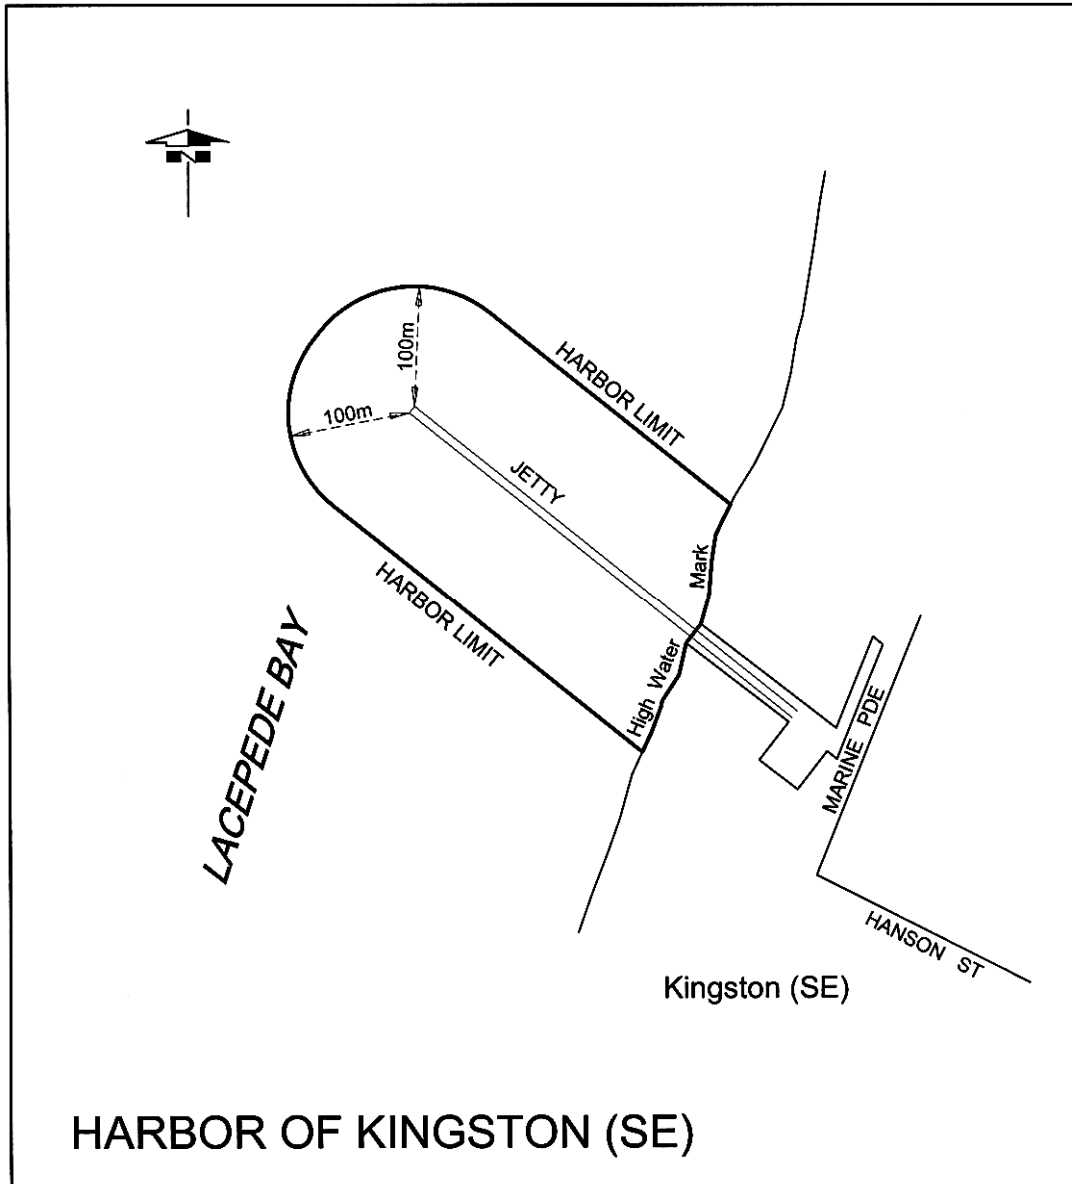 N
100m
100m
HARBOR LIMIT
JETTY
Mark
HARBOR LIMIT
High Water
LACEPEDE BAY
MARINE PDE
HANSON ST
Kingston (SE)
HARBOR OF KINGSTON (SE)